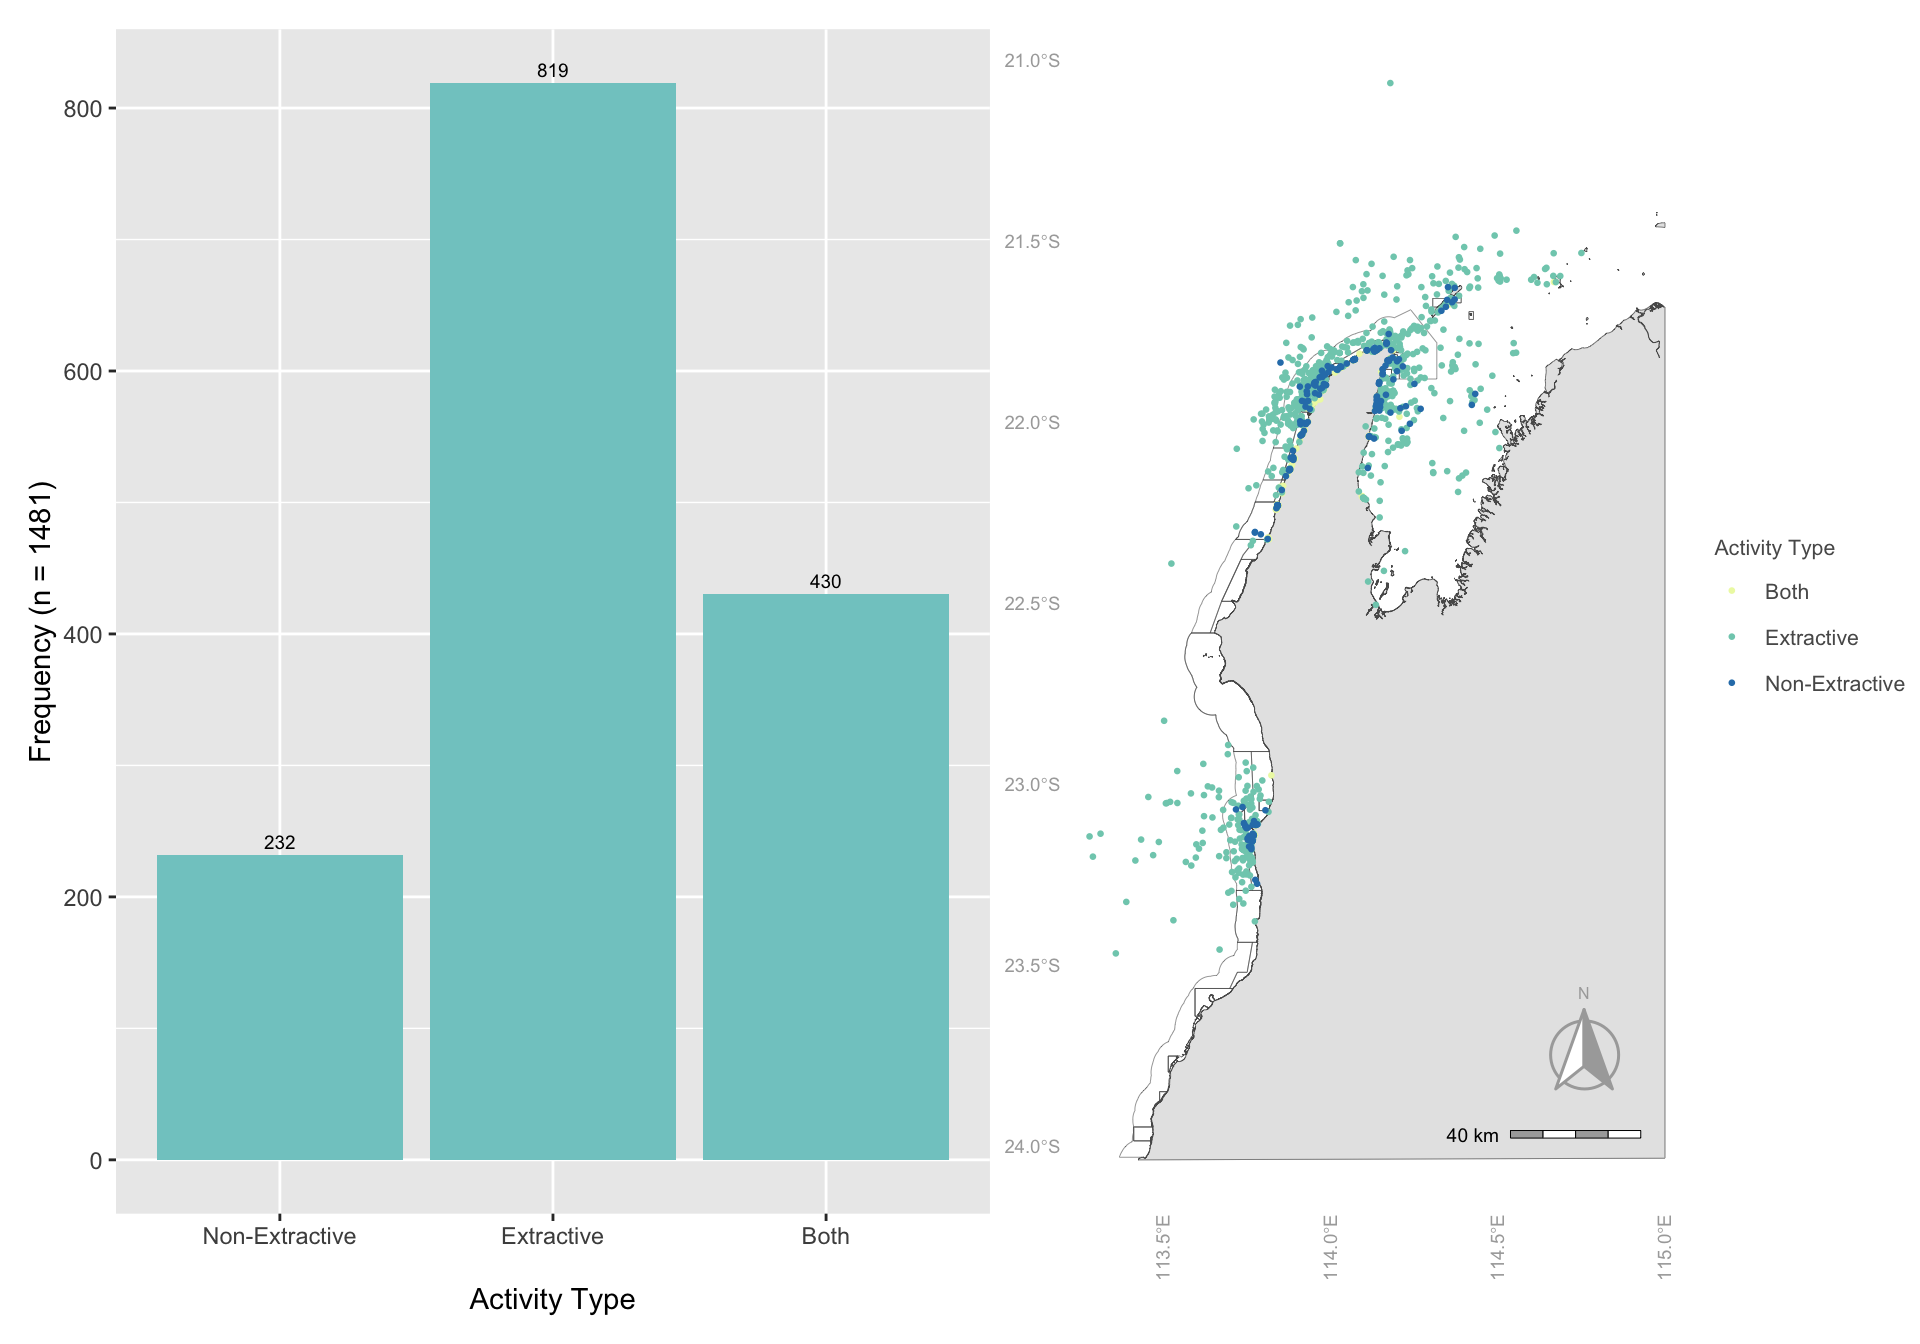 Frequency (n = 1481)
800
600
400
200
0
819
430
232
Non-Extractive
Extractive
Both
Activity Type
21.0°S
21.5°S
22.0°S
22.5°S
23.0°S
23.5°S
24.0°S
113.5°E
114.0°E
114.5°E
115.0°E
N
40 km
Activity Type
Both
Extractive
Non-Extractive